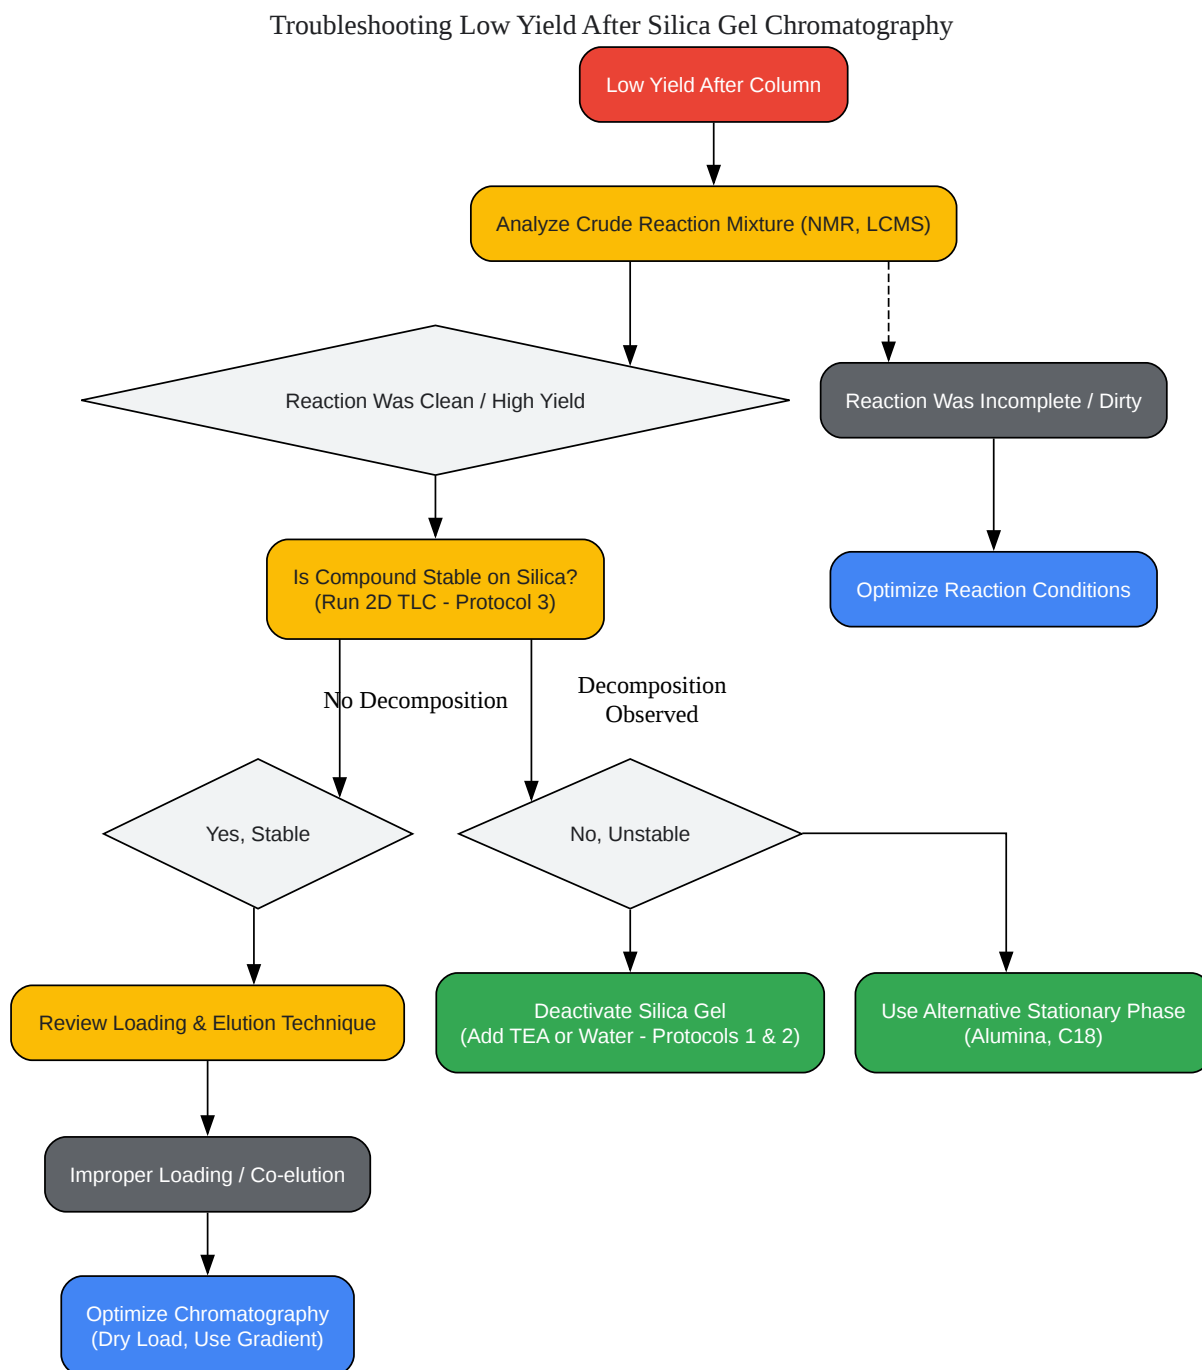 Troubleshooting Low Yield After Silica Gel Chromatography
Low Yield After Column
Analyze Crude Reaction Mixture (NMR, LCMS)
Reaction Was Clean / High Yield
Reaction Was Incomplete / Dirty
Is Compound Stable on Silica?
(Run 2D TLC - Protocol 3)
Optimize Reaction Conditions
No Decomposition
Decomposition
Observed
Yes, Stable
No, Unstable
Review Loading & Elution Technique
Deactivate Silica Gel
(Add TEA or Water - Protocols 1 & 2)
Use Alternative Stationary Phase
(Alumina, C18)
Improper Loading / Co-elution
Optimize Chromatography
(Dry Load, Use Gradient)